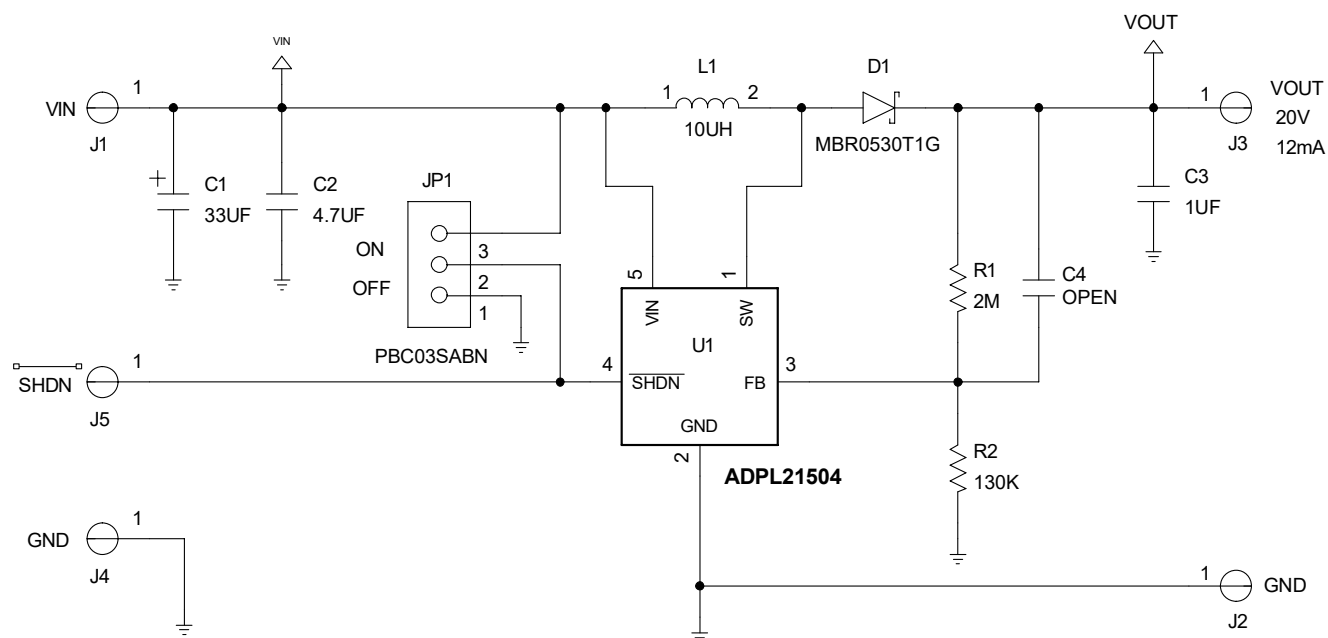 VOUT
VIN
L1
D1
1
1
2
1
VOUT
VIN
20V
J1
10UH
MBR0530T1G
J3
12mA
JP1
+
C1
C2
C3
33UF
4.7UF
1UF
ON
3
5
1
R1
C4
OFF
2
2M
OPEN
VIN
SW
1
U1
PBC03SABN
1
4
3
SHDN
SHDN
FB
J5
GND
R2
2
ADPL21504
130K
1
GND
J4
1
GND
J2